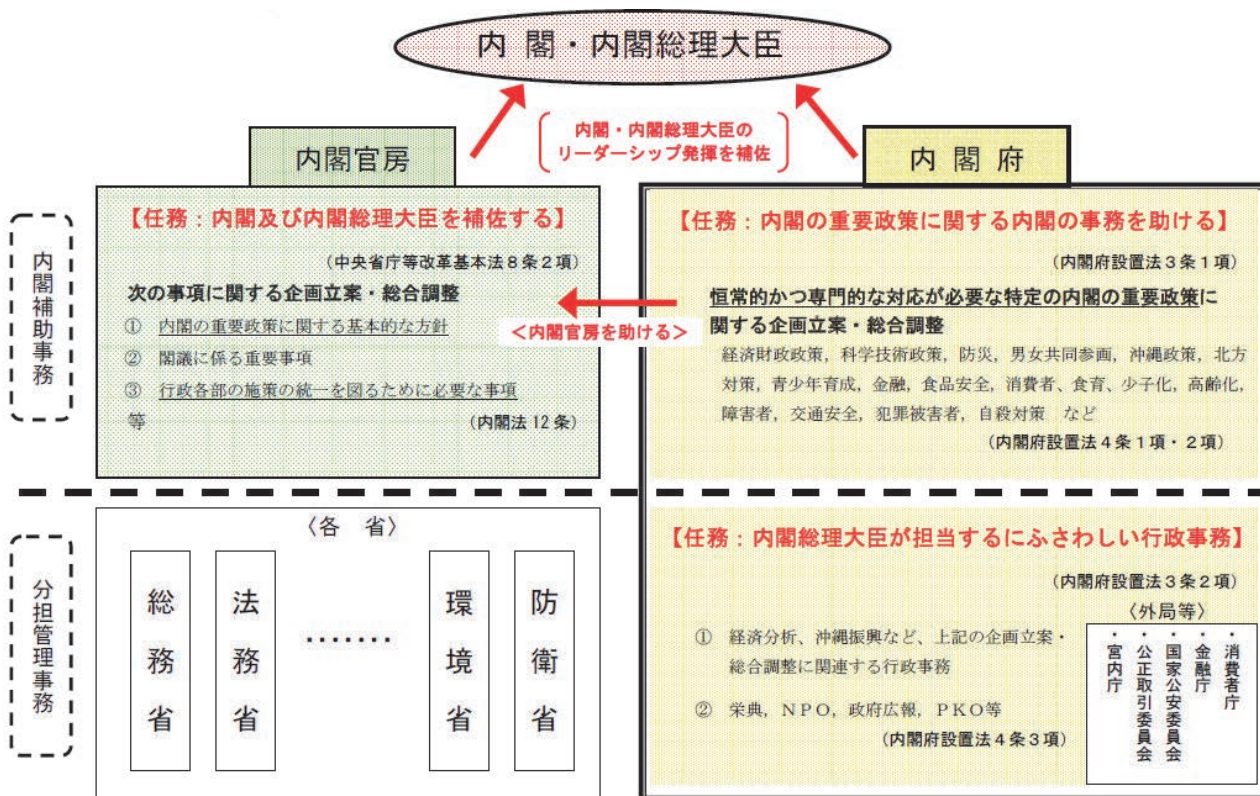 内 閣・内閣総理大臣
内閣・内閣総理大臣の
リーダーシップ発揮を補佐
内閣官房
内 閣 府
内閣補助事務
【任務:内閣及び内閣総理大臣を補佐する】
(中央省庁等改革基本法8条2項)
次の事項に関する企画立案・総合調整
① 内閣の重要政策に関する基本的な方針
② 閣議に係る重要事項
③ 行政各部の施策の統一を図るために必要な事項
等
(内閣法12条)
<内閣官房を助ける>
【任務:内閣の重要政策に関する内閣の事務を助ける】
(内閣府設置法3条1項)
恒常的かつ専門的な対応が必要な特定の内閣の重要政策に
関する企画立案・総合調整
経済財政政策,科学技術政策,防災,男女共同参画,沖縄政策,北方
対策,青少年育成,金融,食品安全,消費者、食育、少子化,高齢化,
障害者,交通安全,犯罪被害者,自殺対策 など
(内閣府設置法4条1項・2項)
分担管理事務
〈各 省〉
総務省
法務省
・・・・・・・
環境省
防衛省
【任務:内閣総理大臣が担当するにふさわしい行政事務】
(内閣府設置法3条2項)
① 経済分析、沖縄振興など、上記の企画立案・
総合調整に関連する行政事務
② 栄典,NPO,政府広報,PKO等
(内閣府設置法4条3項)
〈外局等〉
・消費者庁
・金融庁
・国家公安委員会
・公正取引委員会
・宮内庁